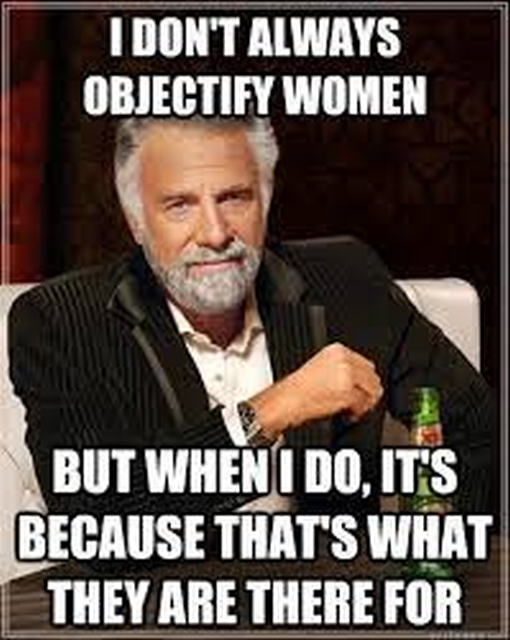 I DON'T ALWAYS
OBJECTIFY WOMEN
BUT WHEN I DO, IT'S
BECAUSE THAT'S WHAT
THEY ARE THERE FOR